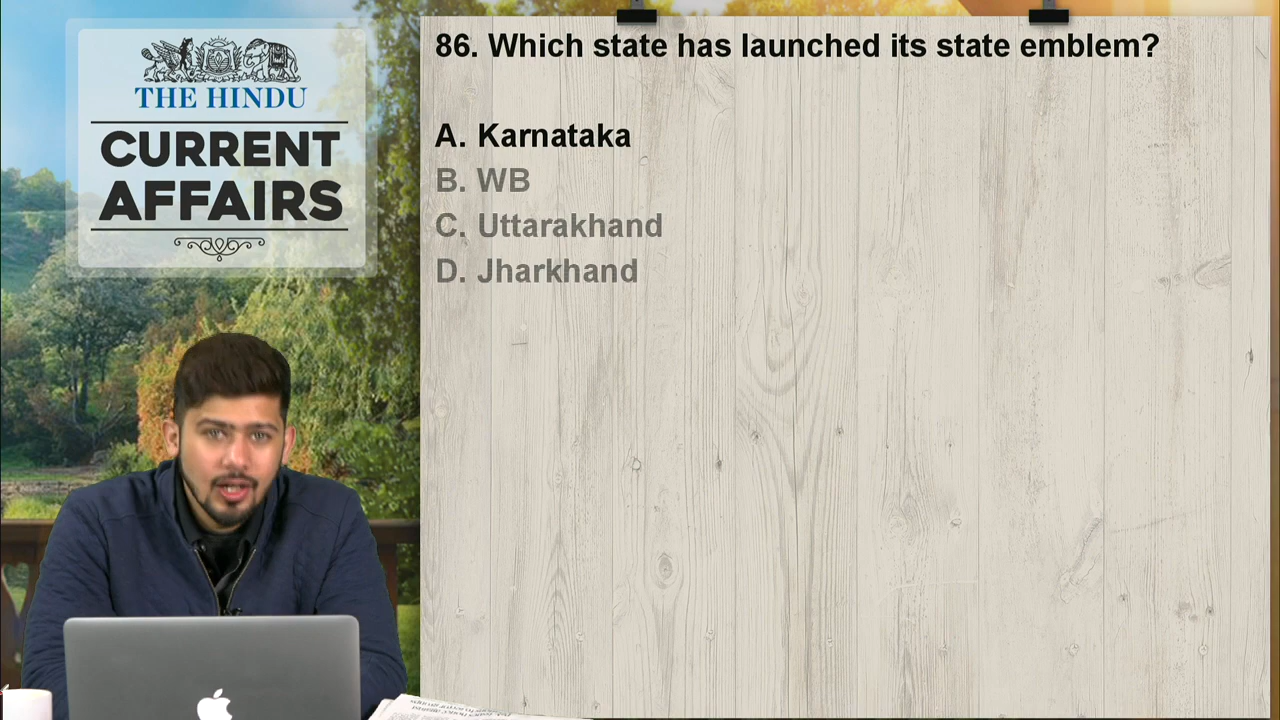 THE HINDU
CURRENT
AFFAIRS
86. Which state has launched its state emblem?
A. Karnataka
B. WB
C. Uttarakhand
D. Jharkhand